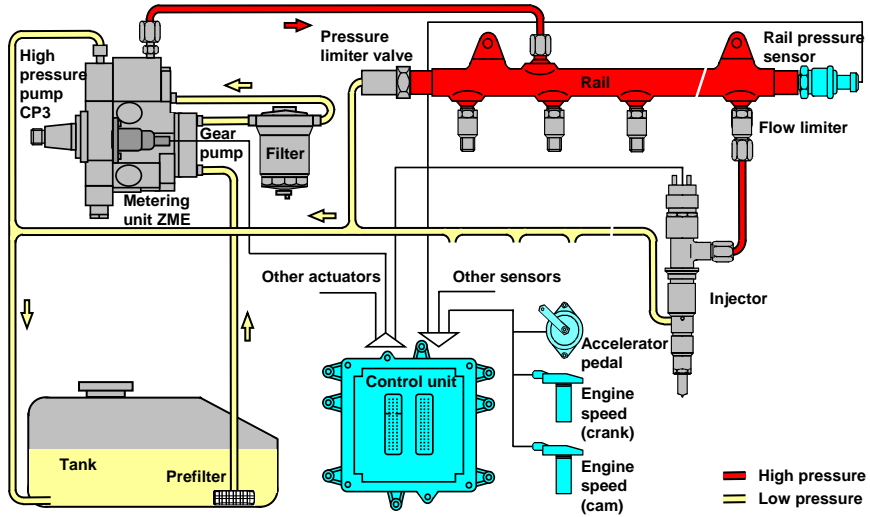 High
pressure
pump
CP3
Pressure
limiter valve
Rail pressure
sensor
Rail
Flow limiter
Gear
pump
Filter
Metering
unit ZME
Other actuators
Other sensors
Injector
Accelerator
pedal
Control unit
Engine
speed
(crank)
Engine
speed
(cam)
Tank
Prefilter
High pressure
Low pressure